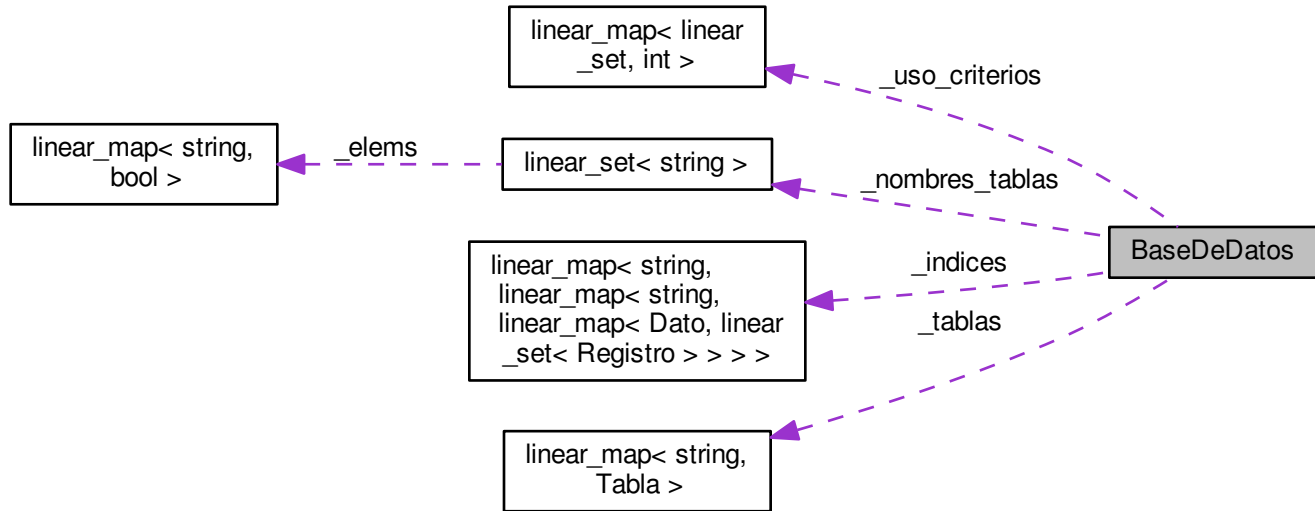 linear_map< linear
_set, int >
_uso_criterios
linear_map< string,
bool >
_elems
linear_set< string >
_nombres_tablas
BaseDeDatos
linear_map< string,
linear_map< string,
linear_map< Dato, linear
_set< Registro > > > >
_indices
_tablas
linear_map< string,
Tabla >